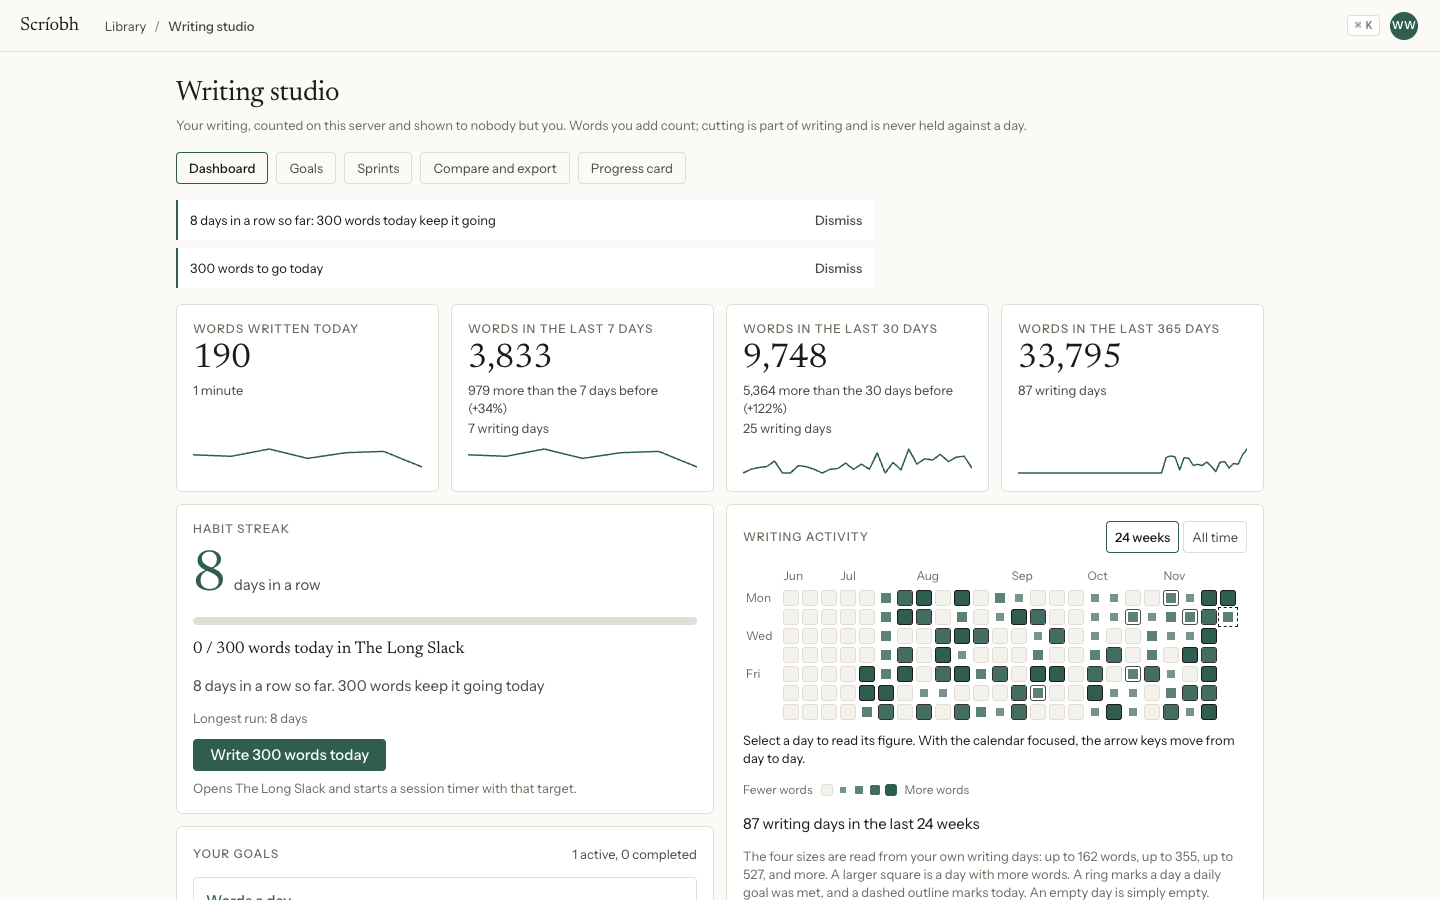 Scríobh
Library / Writing studio
⌘ K
WW
Writing studio
Your writing, counted on this server and shown to nobody but you. Words you add count; cutting is part of writing and is never held against a day.
Dashboard
Goals
Sprints
Compare and export
Progress card
8 days in a row so far: 300 words today keep it going
Dismiss
300 words to go today
Dismiss
WORDS WRITTEN TODAY
190
1 minute
WORDS IN THE LAST 7 DAYS
3,833
979 more than the 7 days before
(+34%)
7 writing days
WORDS IN THE LAST 30 DAYS
9,748
5,364 more than the 30 days before
(+122%)
25 writing days
WORDS IN THE LAST 365 DAYS
33,795
87 writing days
HABIT STREAK
8 days in a row
0 / 300 words today in The Long Slack
8 days in a row so far. 300 words keep it going today
Longest run: 8 days
Write 300 words today
Opens The Long Slack and starts a session timer with that target.
YOUR GOALS
1 active, 0 completed
Words a day
WRITING ACTIVITY
24 weeks
All time
Jun Jul Aug Sep Oct Nov
Mon
Wed
Fri
Select a day to read its figure. With the calendar focused, the arrow keys move from
day to day.
Fewer words
More words
87 writing days in the last 24 weeks
The four sizes are read from your own writing days: up to 162 words, up to 355, up to
527, and more. A larger square is a day with more words. A ring marks a day a daily
goal was met, and a dashed outline marks today. An empty day is simply empty.